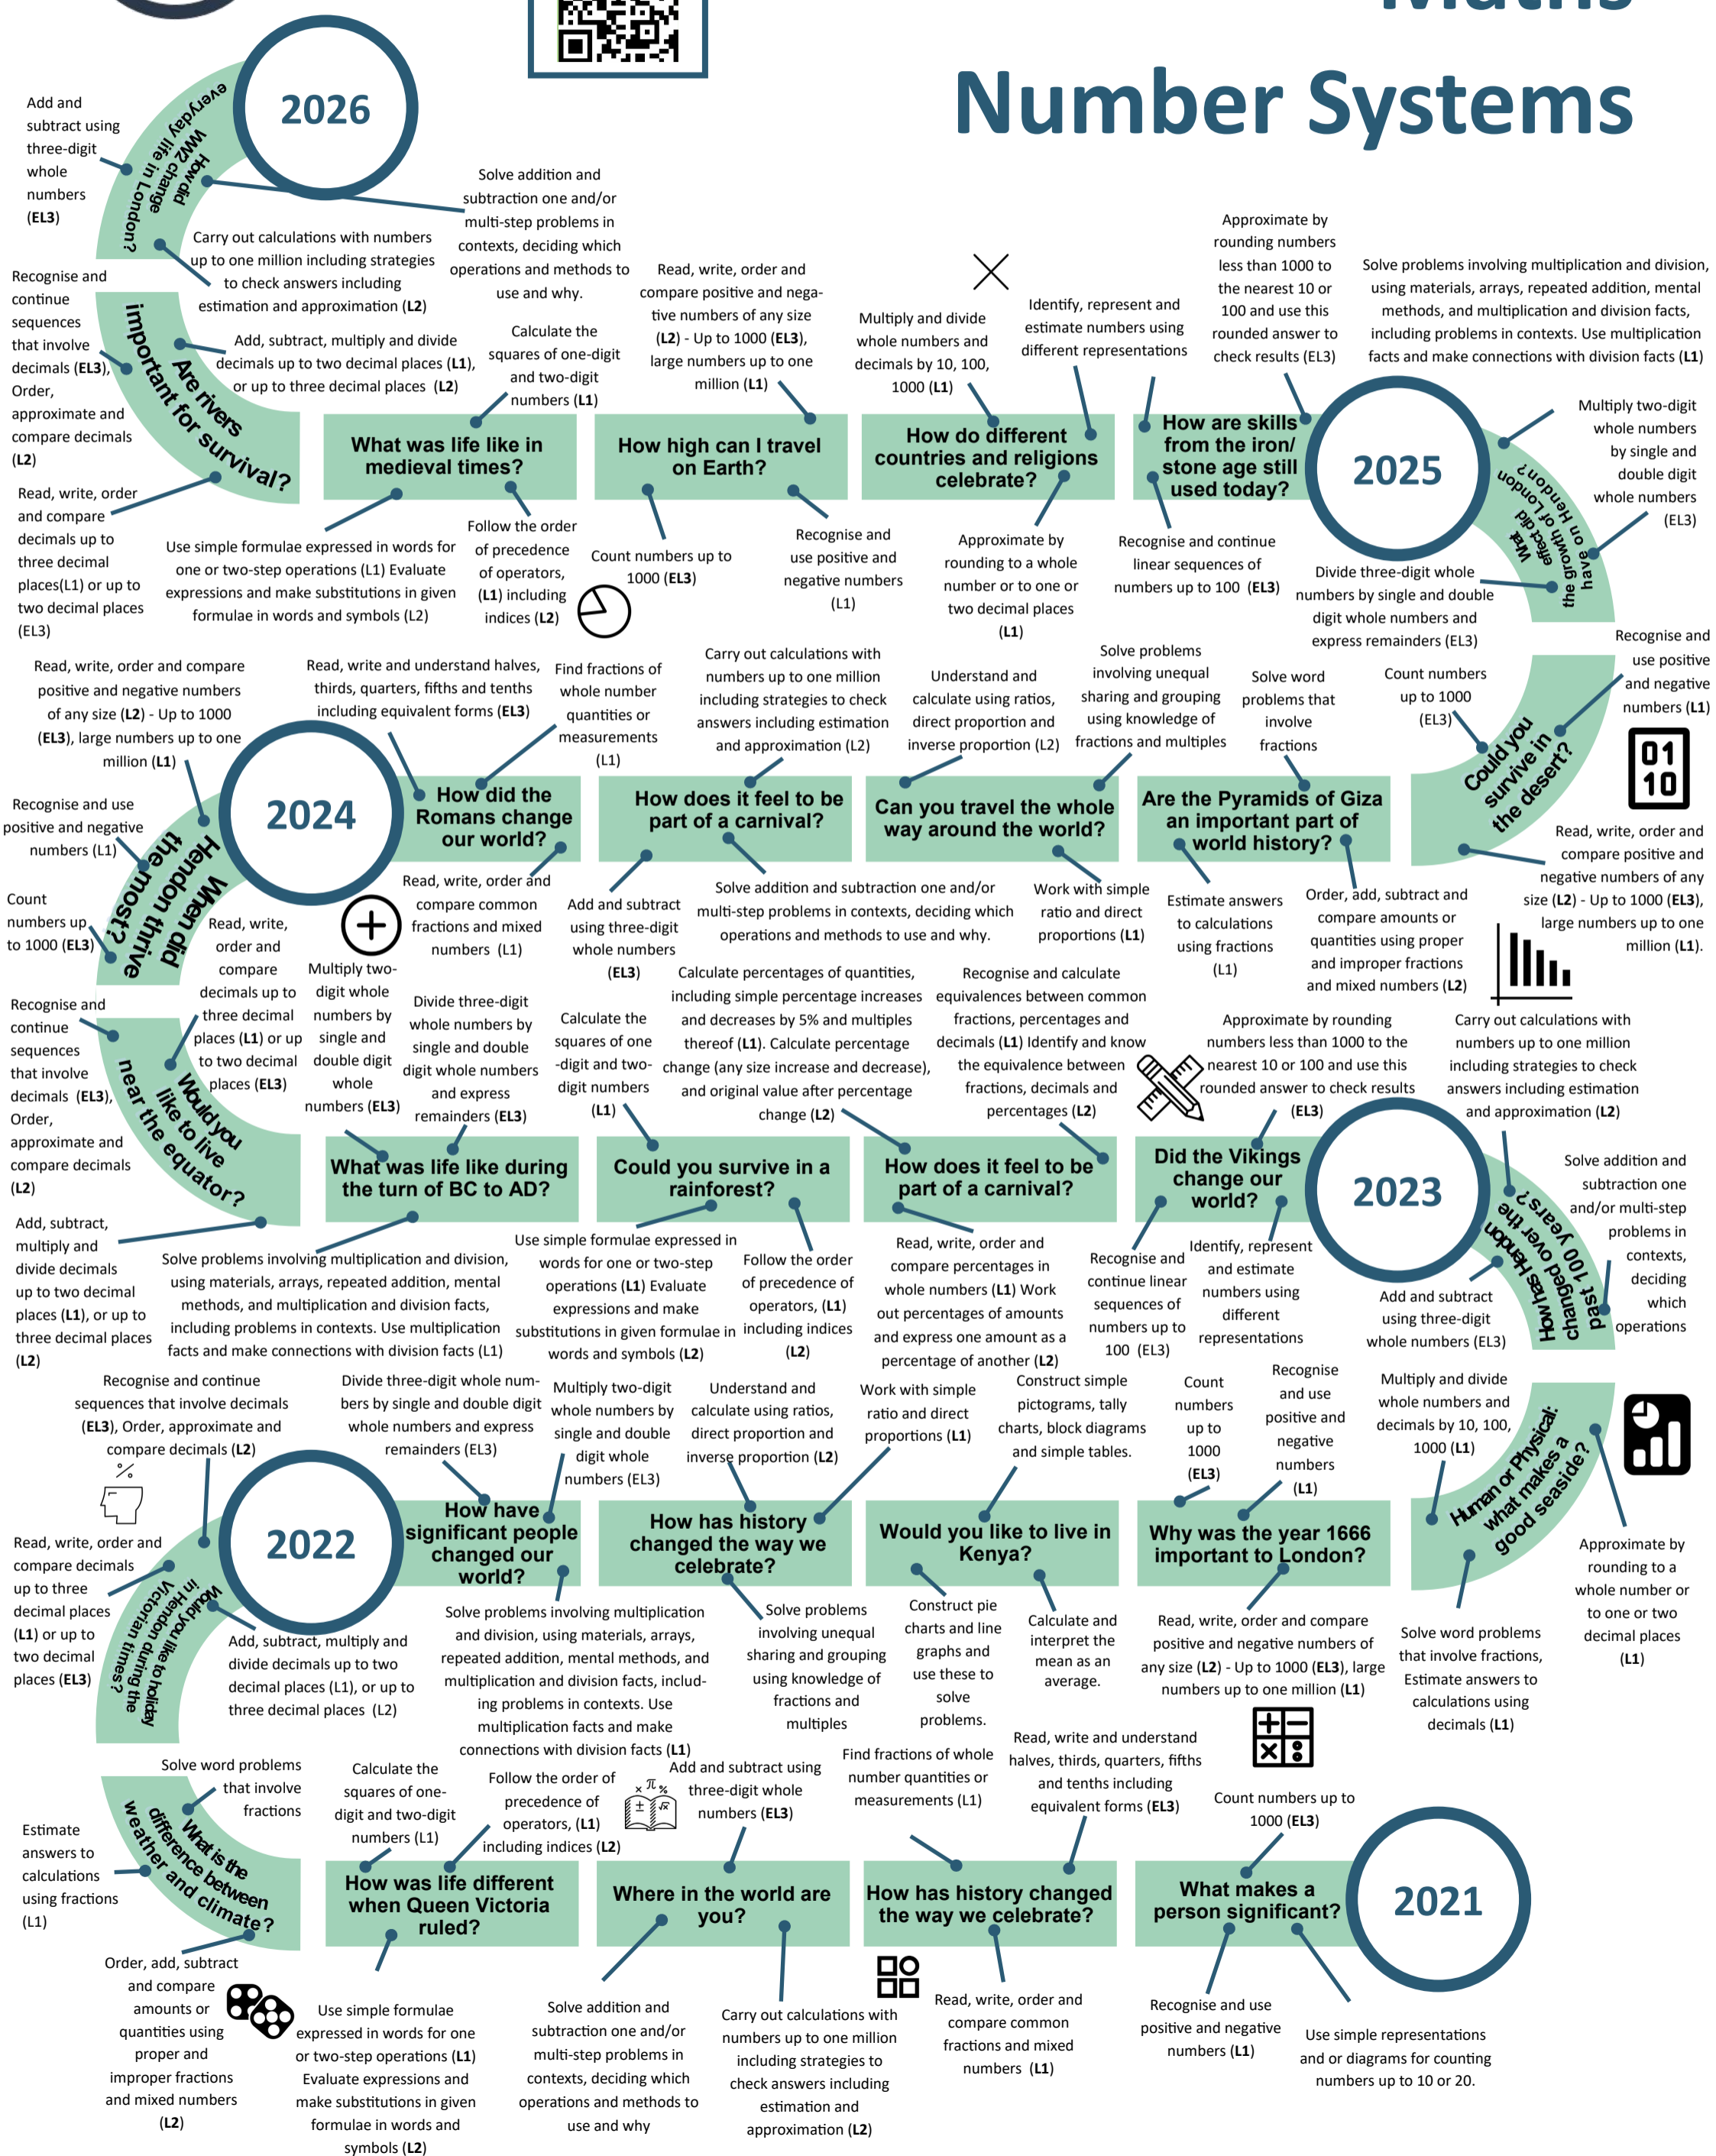 Maths
Number Systems
2026
Add and
subtract using
three-digit
whole
numbers
(EL3)
How did
WW2 change
everyday life in
London?
Solve addition and
subtraction one and/or
multi-step problems in
contexts, deciding which
operations and methods to
use and why.
Carry out calculations with numbers
up to one million including strategies
to check answers including
estimation and approximation (L2)
Recognise and
continue
sequences
that involve
decimals (EL3),
Order,
approximate and
compare decimals
(L2)
Are rivers
important for survival?
Add, subtract, multiply and divide
decimals up to two decimal places (L1),
or up to three decimal places (L2)
Read, write, order
and compare
decimals up to
three decimal
places(L1) or up to
two decimal places
(EL3)
Calculate the
squares of one-digit
and two-digit
numbers (L1)
What was life like in
medieval times?
Use simple formulae expressed in words for
one or two-step operations (L1) Evaluate
expressions and make substitutions in given
formulae in words and symbols (L2)
Follow the order
of precedence
of operators,
(L1) including
indices (L2)
Read, write, order and
compare positive and nega-
tive numbers of any size
(L2) - Up to 1000 (EL3),
large numbers up to one
million (L1)
How high can I travel
on Earth?
Count numbers up to
1000 (EL3)
Recognise and
use positive and
negative numbers
(L1)
Multiply and divide
whole numbers and
decimals by 10, 100,
1000 (L1)
Identify, represent and
estimate numbers using
different representations
How do different
countries and religions
celebrate?
Approximate by
rounding to a whole
number or to one or
two decimal places
(L1)
Approximate by
rounding numbers
less than 1000 to
the nearest 10 or
100 and use this
rounded answer to
check results (EL3)
How are skills
from the iron/
stone age still
used today?
Recognise and continue
linear sequences of
numbers up to 100 (EL3)
2025
Solve problems involving multiplication and division,
using materials, arrays, repeated addition, mental
methods, and multiplication and division facts,
including problems in contexts. Use multiplication
facts and make connections with division facts (L1)
Multiply two-digit
whole numbers
by single and
double digit
whole numbers
(EL3)
What
effect did
the growth of London
have on Hendon?
Divide three-digit whole
numbers by single and double
digit whole numbers and
express remainders (EL3)
Recognise and
use positive
and negative
numbers (L1)
Count numbers
up to 1000
(EL3)
Could you
survive in
the desert?
01
10
Read, write, order and
compare positive and
negative numbers of any
size (L2) - Up to 1000 (EL3),
large numbers up to one
million (L1).
Solve word
problems that
involve
fractions
Are the Pyramids of Giza
an important part of
world history?
Estimate answers
to calculations
using fractions
(L1)
Order, add, subtract and
compare amounts or
quantities using proper
and improper fractions
and mixed numbers (L2)
Understand and
calculate using ratios,
direct proportion and
inverse proportion (L2)
Solve problems
involving unequal
sharing and grouping
using knowledge of
fractions and multiples
Can you travel the whole
way around the world?
Work with simple
ratio and direct
proportions (L1)
Carry out calculations with
numbers up to one million
including strategies to check
answers including estimation
and approximation (L2)
How does it feel to be
part of a carnival?
Add and subtract
using three-digit
whole numbers
(EL3)
Solve addition and subtraction one and/or
multi-step problems in contexts, deciding which
operations and methods to use and why.
Read, write and understand halves,
thirds, quarters, fifths and tenths
including equivalent forms (EL3)
Find fractions of
whole number
quantities or
measurements
(L1)
How did the
Romans change
our world?
Read, write, order and
compare common
fractions and mixed
numbers (L1)
2024
Read, write, order and compare
positive and negative numbers
of any size (L2) - Up to 1000
(EL3), large numbers up to one
million (L1)
Recognise and use
positive and negative
numbers (L1)
When did
Hendon thrive
the most?
Count
numbers up
to 1000 (EL3)
Recognise and
continue
sequences
that involve
decimals (EL3),
Order,
approximate and
compare decimals
(L2)
Read, write,
order and
compare
decimals up to
three decimal
places (L1) or up
to two decimal
places (EL3)
Would you
like to live
near the equator?
Add, subtract,
multiply and
divide decimals
up to two decimal
places (L1), or up to
three decimal places
(L2)
Multiply two-
digit whole
numbers by
single and
double digit
whole
numbers (EL3)
Divide three-digit
whole numbers by
single and double
digit whole numbers
and express
remainders (EL3)
What was life like during
the turn of BC to AD?
Solve problems involving multiplication and division,
using materials, arrays, repeated addition, mental
methods, and multiplication and division facts,
including problems in contexts. Use multiplication
facts and make connections with division facts (L1)
Calculate the
squares of one
-digit and two-
digit numbers
(L1)
Could you survive in a
rainforest?
Use simple formulae expressed in
words for one or two-step
operations (L1) Evaluate
expressions and make
substitutions in given formulae in
words and symbols (L2)
Follow the order
of precedence of
operators, (L1)
including indices
(L2)
Calculate percentages of quantities,
including simple percentage increases
and decreases by 5% and multiples
thereof (L1). Calculate percentage
change (any size increase and decrease),
and original value after percentage
change (L2)
Recognise and calculate
equivalences between common
fractions, percentages and
decimals (L1) Identify and know
the equivalence between
fractions, decimals and
percentages (L2)
How does it feel to be
part of a carnival?
Read, write, order and
compare percentages in
whole numbers (L1) Work
out percentages of amounts
and express one amount as a
percentage of another (L2)
Approximate by rounding
numbers less than 1000 to the
nearest 10 or 100 and use this
rounded answer to check results
(EL3)
Did the Vikings
change our
world?
Recognise and
continue linear
sequences of
numbers up to
100 (EL3)
Identify, represent
and estimate
numbers using
different
representations
2023
Carry out calculations with
numbers up to one million
including strategies to check
answers including estimation
and approximation (L2)
Solve addition and
subtraction one
and/or multi-step
problems in
contexts,
deciding
which
operations
How has Hendon
changed over the
past 100 years?
Add and subtract
using three-digit
whole numbers (EL3)
Multiply and divide
whole numbers and
decimals by 10, 100,
1000 (L1)
Human or Physical:
what makes a
good seaside?
Approximate by
rounding to a
whole number or
to one or two
decimal places
(L1)
Solve word problems
that involve fractions,
Estimate answers to
calculations using
decimals (L1)
Count
numbers
up to
1000
(EL3)
Recognise
and use
positive and
negative
numbers
(L1)
Why was the year 1666
important to London?
Read, write, order and compare
positive and negative numbers of
any size (L2) - Up to 1000 (EL3), large
numbers up to one million (L1)
Construct simple
pictograms, tally
charts, block diagrams
and simple tables.
Would you like to live in
Kenya?
Construct pie
charts and line
graphs and
use these to
solve
problems.
Calculate and
interpret the
mean as an
average.
Understand and
calculate using ratios,
direct proportion and
inverse proportion (L2)
Work with simple
ratio and direct
proportions (L1)
How has history
changed the way we
celebrate?
Solve problems
involving unequal
sharing and grouping
using knowledge of
fractions and
multiples
Divide three-digit whole num-
bers by single and double digit
whole numbers and express
remainders (EL3)
Multiply two-digit
whole numbers by
single and double
digit whole
numbers (EL3)
How have
significant people
changed our
world?
Solve problems involving multiplication
and division, using materials, arrays,
repeated addition, mental methods, and
multiplication and division facts, includ-
ing problems in contexts. Use
multiplication facts and make
connections with division facts (L1)
2022
Recognise and continue
sequences that involve decimals
(EL3), Order, approximate and
compare decimals (L2)
%
Read, write, order and
compare decimals
up to three
decimal places
(L1) or up to
two decimal
places (EL3)
Would you like to holiday
in Hendon during the
Victorian times?
Add, subtract, multiply and
divide decimals up to two
decimal places (L1), or up to
three decimal places (L2)
Solve word problems
that involve
fractions
What is the
difference between
weather and climate?
Estimate
answers to
calculations
using fractions
(L1)
Order, add, subtract
and compare
amounts or
quantities using
proper and
improper fractions
and mixed numbers
(L2)
Calculate the
squares of one-
digit and two-digit
numbers (L1)
Follow the order of
precedence of
operators, (L1)
including indices (L2)
How was life different
when Queen Victoria
ruled?
Use simple formulae
expressed in words for one
or two-step operations (L1)
Evaluate expressions and
make substitutions in given
formulae in words and
symbols (L2)
× π %
± √x
Add and subtract using
three-digit whole
numbers (EL3)
Where in the world are
you?
Solve addition and
subtraction one and/or
multi-step problems in
contexts, deciding which
operations and methods to
use and why
Carry out calculations with
numbers up to one million
including strategies to
check answers including
estimation and
approximation (L2)
Find fractions of whole
number quantities or
measurements (L1)
Read, write and understand
halves, thirds, quarters, fifths
and tenths including
equivalent forms (EL3)
How has history changed
the way we celebrate?
Read, write, order and
compare common
fractions and mixed
numbers (L1)
Count numbers up to
1000 (EL3)
What makes a
person significant?
Recognise and use
positive and negative
numbers (L1)
Use simple representations
and or diagrams for counting
numbers up to 10 or 20.
2021